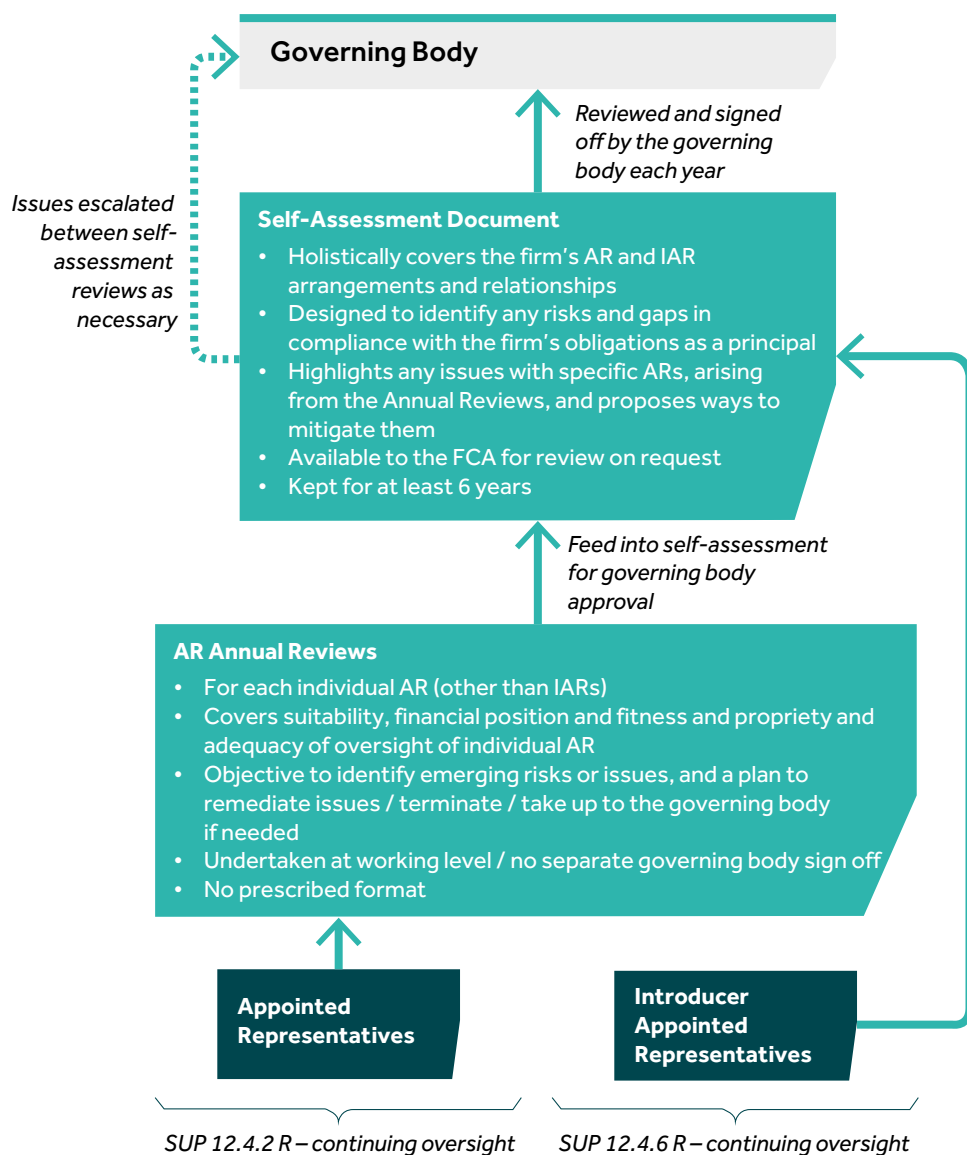 Governing Body
Reviewed and signed
off by the governing
body each year
Issues escalated
between self-
assessment
reviews as
necessary
Self-Assessment Document
• Holistically covers the firm's AR and IAR
arrangements and relationships
• Designed to identify any risks and gaps in
compliance with the firm's obligations as a principal
• Highlights any issues with specific ARs, arising
from the Annual Reviews, and proposes ways to
mitigate them
• Available to the FCA for review on request
• Kept for at least 6 years
Feed into self-assessment
for governing body
approval
AR Annual Reviews
• For each individual AR (other than IARs)
• Covers suitability, financial position and fitness and propriety and
adequacy of oversight of individual AR
• Objective to identify emerging risks or issues, and a plan to
remediate issues / terminate / take up to the governing body
if needed
• Undertaken at working level / no separate governing body sign off
• No prescribed format
Appointed
Representatives
Introducer
Appointed
Representatives
SUP 12.4.2 R – continuing oversight
SUP 12.4.6 R – continuing oversight